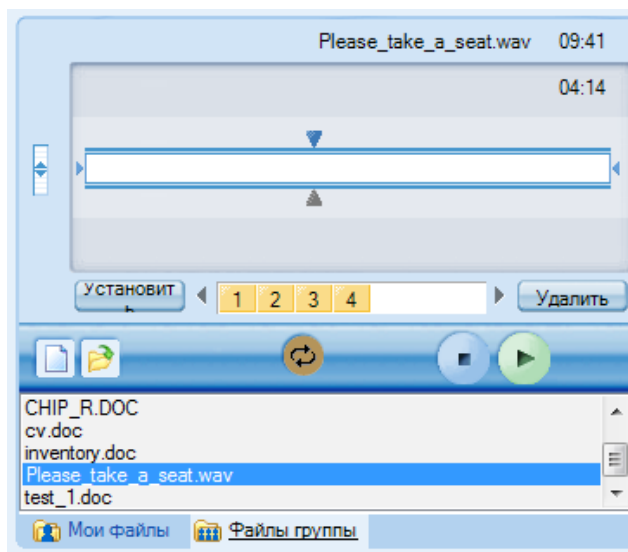 Please_take_a_seat.wav 09:41
04:14
Установит
ь
1 2 3 4
Удалить
CHIP_R.DOC
cv.doc
inventory.doc
Please_take_a_seat.wav
test_1.doc
Мои файлы Файлы группы